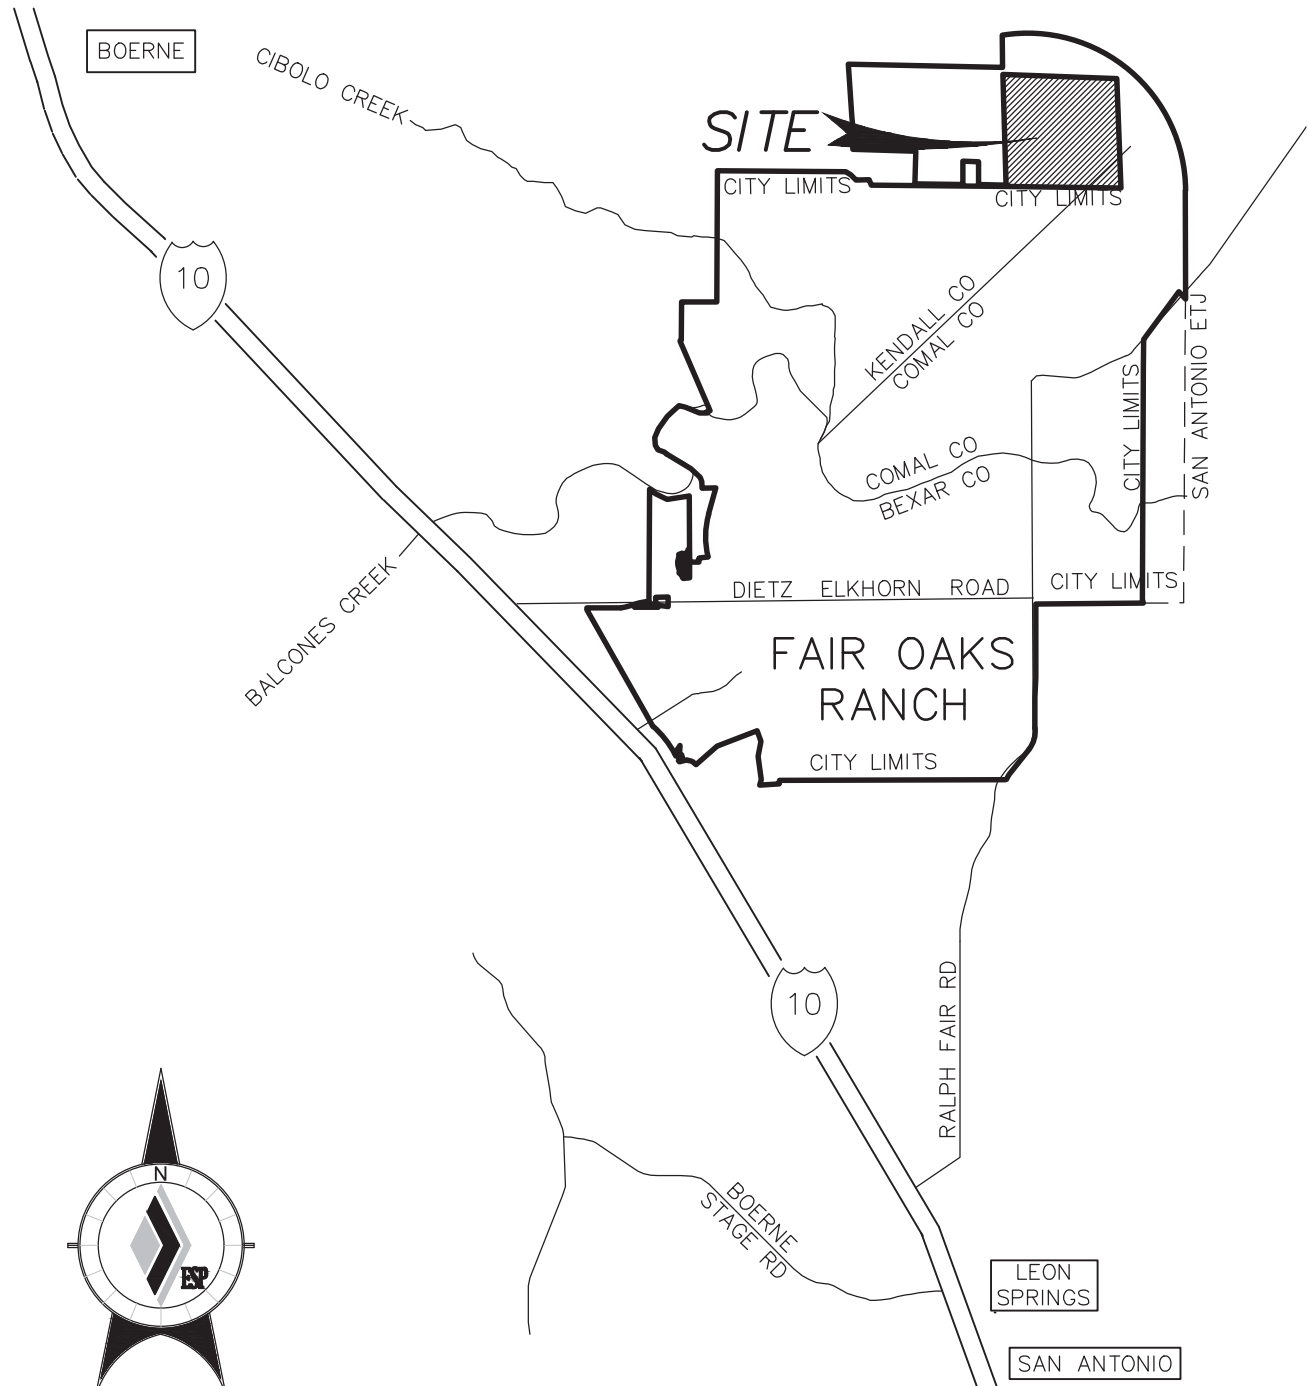 BOERNE
CIBOLO CREEK
SITE
CITY LIMITS
CITY LIMITS
10
KENDALL CO
COMAL CO
SAN ANTONIO ETJ
CITY LIMITS
COMAL CO
BEXAR CO
BALCONES CREEK
DIETZ ELKHORN ROAD
CITY LIMITS
FAIR OAKS
RANCH
CITY LIMITS
10
RALPH FAIR RD
N
ESP
BOERNE
STAGE RD
LEON
SPRINGS
SAN ANTONIO